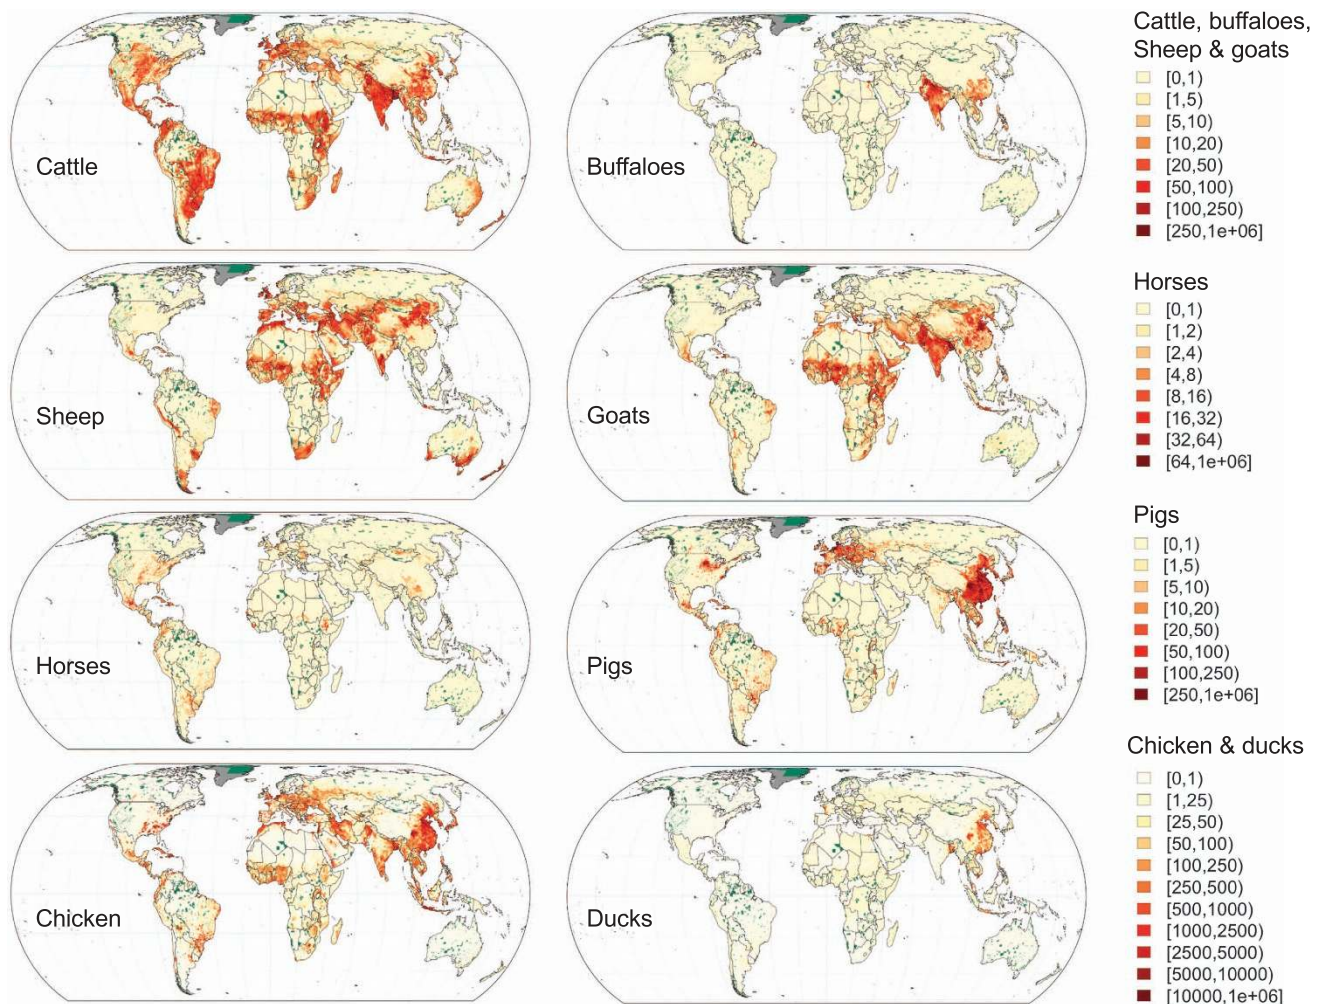 Cattle
Buffaloes
Sheep
Goats
Horses
Pigs
Chicken
Ducks
Cattle, buffaloes,
Sheep & goats
[0,1)
[1,5)
[5,10)
[10,20)
[20,50)
[50,100)
[100,250)
[250,1e+06]
Horses
[0,1)
[1,2)
[2,4)
[4,8)
[8,16)
[16,32)
[32,64)
[64,1e+06]
Pigs
[0,1)
[1,5)
[5,10)
[10,20)
[20,50)
[50,100)
[100,250)
[250,1e+06]
Chicken & ducks
[0,1)
[1,25)
[25,50)
[50,100)
[100,250)
[250,500)
[500,1000)
[1000,2500)
[2500,5000)
[5000,10000)
[10000,1e+06]